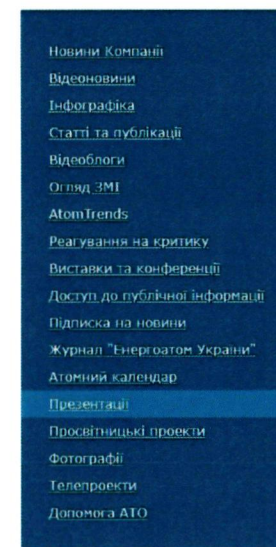 Новини Компанії
Відеоновини
Інфографіка
Статті та публікації
Відеоблоги
Огляд ЗМІ
AtomTrends
Реагування на критику
Виставки та конференції
Доступ до публічної інформації
Підписка на новини
Журнал "Енергоатом України"
Атомний календар
Презентації
Просвітницькі проекти
Фотографії
Телепроекти
Допомога АТО